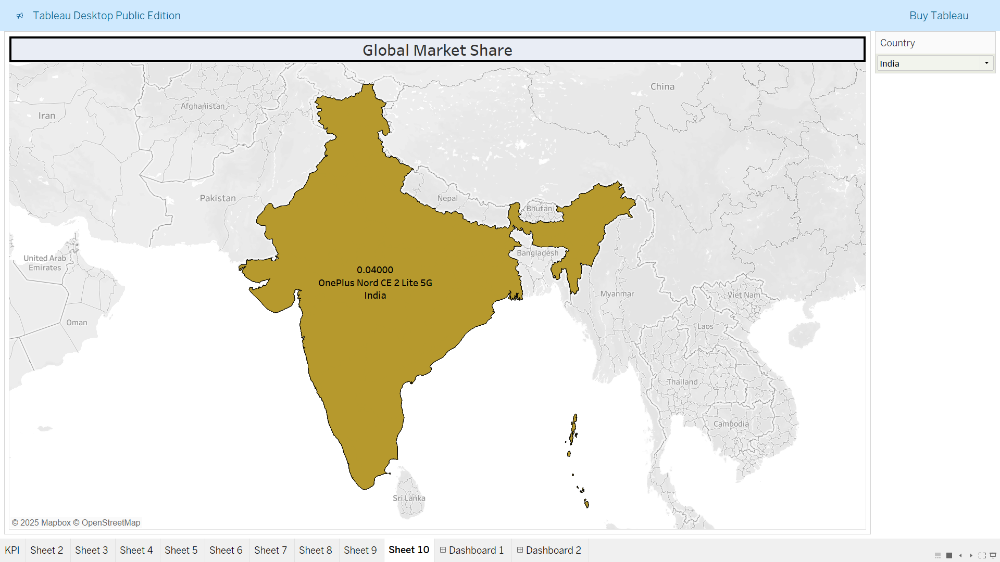 Tableau Desktop Public Edition
Buy Tableau
Global Market Share
Country
India
China
Afghanistan
Iran
Pakistan
Nepal
Bhutan
Bangladesh
United Arab
Emirates
0.04000
OnePlus Nord CE 2 Lite 5G
India
Myanmar
Viet Nam
Oman
Laos
Thailand
Cambodia
Sri Lanka
© 2025 Mapbox © OpenStreetMap
KPI
Sheet 2
Sheet 3
Sheet 4
Sheet 5
Sheet 6
Sheet 7
Sheet 8
Sheet 9
Sheet 10
Dashboard 1
Dashboard 2